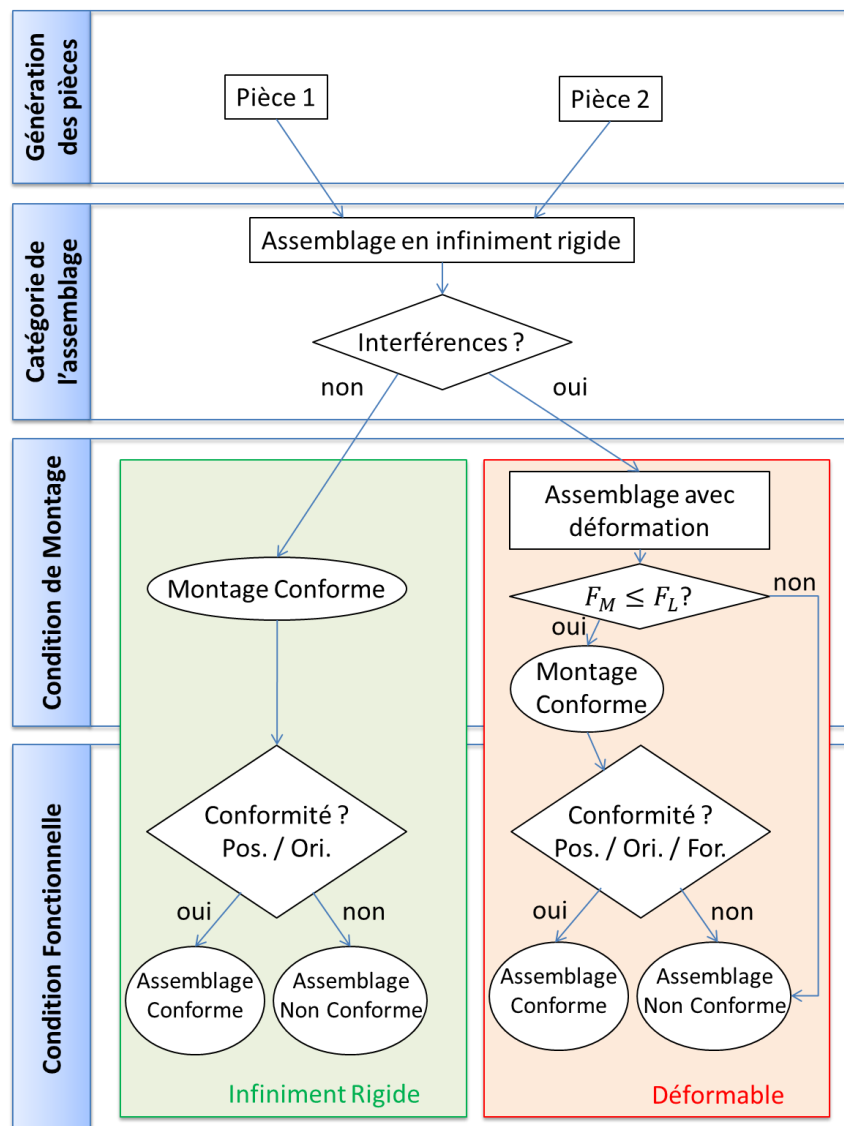 Génération
des pièces
Pièce 1
Pièce 2
Catégorie de
l'assemblage
Assemblage en infiniment rigide
Interférences ?
non
oui
Condition de Montage
Assemblage avec
déformation
Montage Conforme
F_M ≤ F_L?
non
oui
Montage
Conforme
Condition Fonctionnelle
Conformité ?
Pos. / Ori.
Conformité ?
Pos. / Ori. / For.
oui
non
oui
non
Assemblage
Conforme
Assemblage
Non Conforme
Assemblage
Conforme
Assemblage
Non Conforme
Infiniment Rigide
Déformable